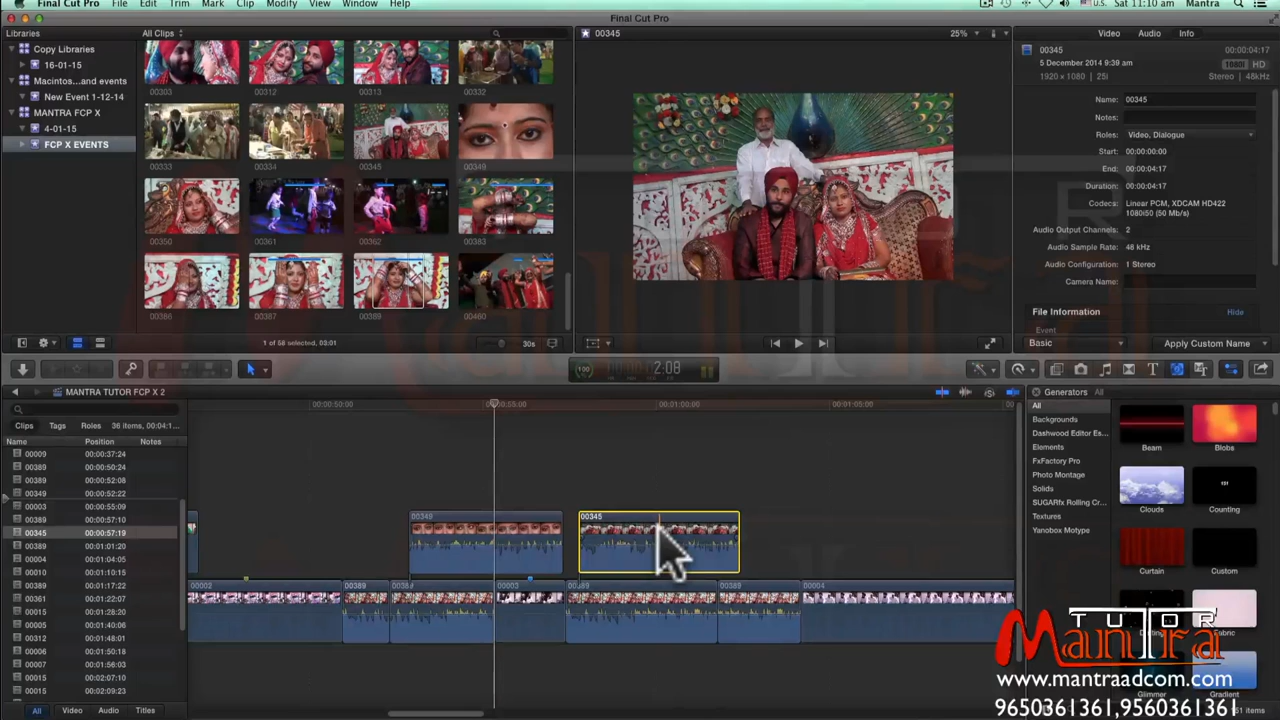 Final Cut Pro File Edit Trim Mark Clip Modify View Window Help
U.S. Sat 11:10 am Mantra
Final Cut Pro
Libraries
All Clips
00345
25%
Video Audio Info
Copy Libraries
16-01-15
Macintos...and events
New Event 1-12-14
MANTRA FCP X
4-01-15
FCP X EVENTS
00303 00312 00313 00332
00333 00334 00345 00349
00350 00361 00362 00383
00386 00387 00389 00460
1 of 58 selected, 03:01
30s
00345 00:00:04:17
5 December 2014 9:39 am 1080i HD
1920 x 1080 | 25i Stereo | 48kHz
Name: 00345
Notes:
Roles: Video, Dialogue
Start: 00:00:00:00
End: 00:00:04:17
Duration: 00:00:04:17
Codecs: Linear PCM, XDCAM HD422
1080i50 (50 Mb/s)
Audio Output Channels: 2
Audio Sample Rate: 48 kHz
Audio Configuration: 1 Stereo
Camera Name:
File Information Hide
Event
Basic Apply Custom Name
100 2:08
MANTRA TUTOR FCP X 2
Clips Tags Roles 36 items, 00:04:1...
Name Position Notes
00009 00:00:37:24
00389 00:00:50:24
00389 00:00:52:08
00349 00:00:52:22
00003 00:00:55:09
00389 00:00:57:10
00345 00:00:57:19
00389 00:01:01:20
00004 00:01:04:05
00010 00:01:10:15
00389 00:01:17:22
00361 00:01:22:07
00015 00:01:28:20
00005 00:01:40:06
00312 00:01:48:01
00006 00:01:50:18
00007 00:01:56:03
00015 00:02:07:10
00015 00:02:09:23
All Video Audio Titles
00:00:50:00 00:00:55:00 00:01:00:00 00:01:05:00
00349 00345
00002 00389 00389 00003 00389 00389 00004
Generators All
All
Backgrounds
Dashwood Editor Es...
Elements
FxFactory Pro
Photo Montage
Solids
SugarFx Rolling Cr...
Textures
Yanobox Motype
Beam Blobs
Clouds Counting
Curtain Custom
Glimmer Gradient
TUTOR
Mantra
www.mantraadcom.com
9650361361,9560361361